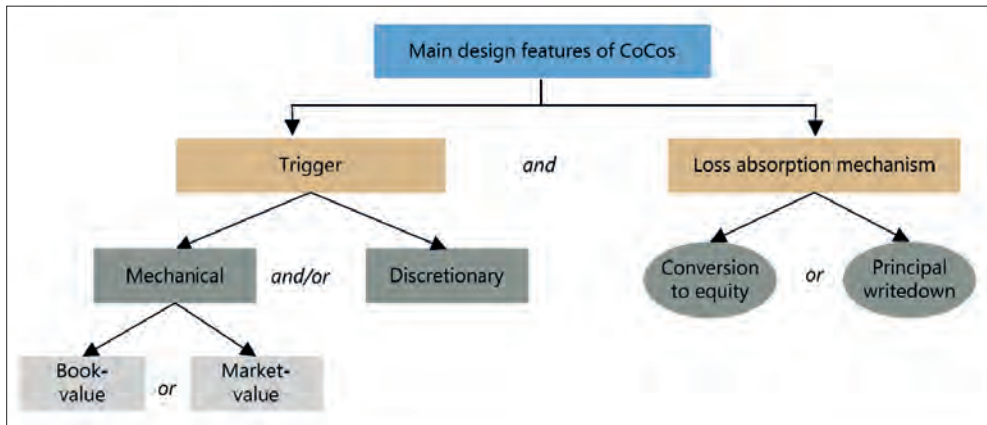 Main design features of CoCos
Trigger
and
Loss absorption mechanism
Mechanical
and/or
Discretionary
Conversion
to equity
or
Principal
writedown
Book-
value
or
Market-
value